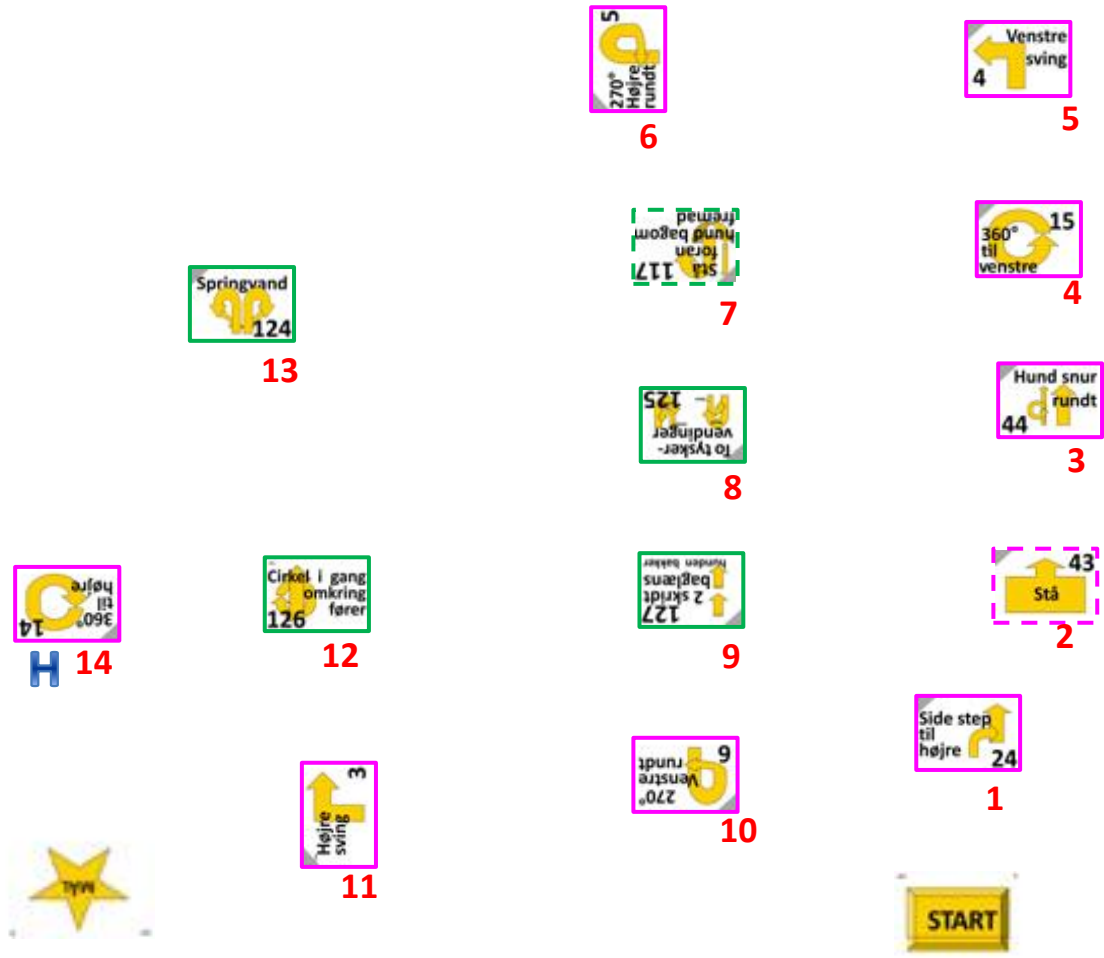 5
270°
Højre
rundt
6
Venstre
sving
4
5
Stå
foran
hund bagom
fremad
117
7
15
360°
til
venstre
4
Springvand
124
13
Hund snur
rundt
44
3
To tysker-
vendinger
125
8
360°
til
højre
14
H
14
Cirkel i gang
omkring
fører
126
12
127
2 skridt
baglæns
hunden bakker
9
43
Stå
2
Side step
til
højre
24
1
3
Højre
sving
11
270°
Venstre
rundt
6
10
MÅL
START